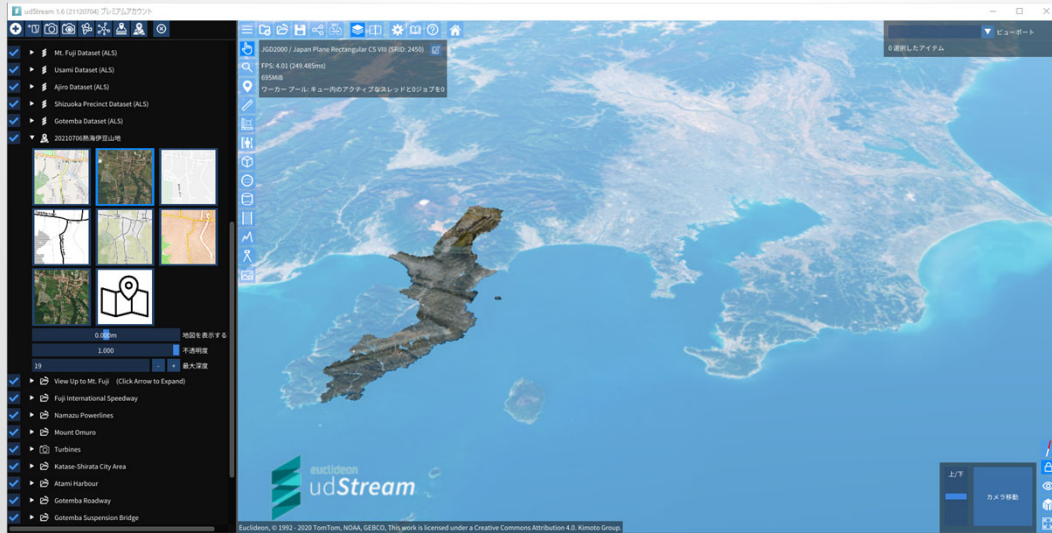 udStream 1.6 (21120704) プレミアムアカウント
Mt. Fuji Dataset (ALS)
Usami Dataset (ALS)
Ajiro Dataset (ALS)
Shizuoka Precinct Dataset (ALS)
Gotemba Dataset (ALS)
20210706熱海伊豆山地
0.000m 地図を表示する
1.000 不透明度
19 - + 最大深度
View Up to Mt. Fuji (Click Arrow to Expand)
Fuji International Speedway
Namazu Powerlines
Mount Omuro
Turbines
Katase-Shirata City Area
Atami Harbour
Gotemba Roadway
Gotemba Suspension Bridge
JGD2000 / Japan Plane Rectangular CS VIII (SRID: 2450)
FPS: 4.01 (249.485ms)
695MiB
ワーカー プール: キュー内のアクティブなスレッドと0ジョブを0
ビューポート
0 選択したアイテム
euclideon
udStream
上/下
カメラ移動
Euclideon, © 1992 - 2020 TomTom, NOAA, GEBCO, This work is licensed under a Creative Commons Attribution 4.0. Kimoto Group.